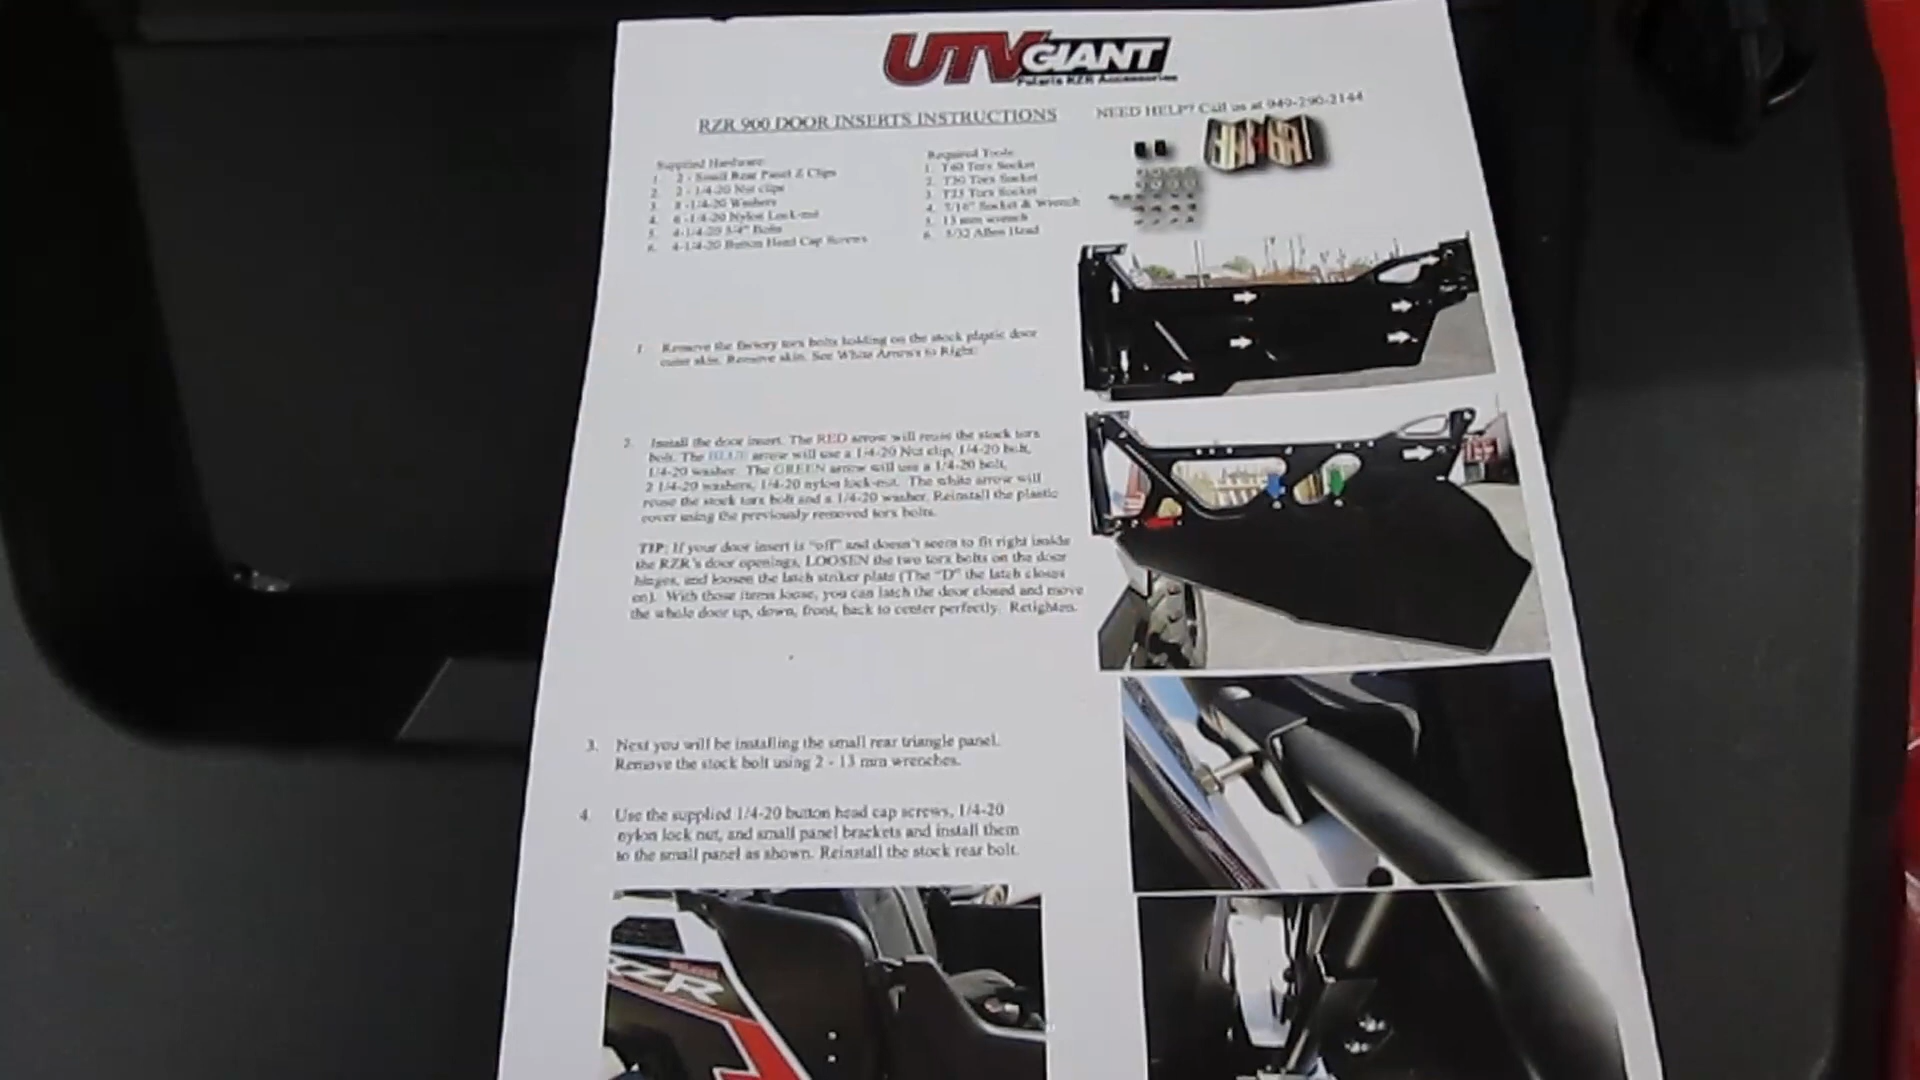 UTV GIANT
Polaris RZR Accessories
RZR 900 DOOR INSERTS INSTRUCTIONS
NEED HELP? Call us at 949-296-2144
Supplied Hardware:
1. 2 - Small Rear Panel Z Clips
2. 2 - 1/4-20 Nut clips
3. 8 -1/4-20 Washers
4. 6 -1/4-20 Nylon Lock-nut
5. 4-1/4-20 3/4" Bolts
6. 4-1/4-20 Button Head Cap Screws
Required Tools:
1. T40 Torx Socket
2. T30 Torx Socket
3. T25 Torx Socket
4. 7/16" Socket & Wrench
5. 13 mm wrench
6. 5/32 Allen Head
1. Remove the factory torx bolts holding on the stock plastic door
outer skin. Remove skin. See White Arrows to Right.
2. Install the door insert. The RED arrow will reuse the stock torx
bolt. The BLUE arrow will use a 1/4-20 Nut clip, 1/4-20 bolt,
1/4-20 washer. The GREEN arrow will use a 1/4-20 bolt,
2 1/4-20 washers, 1/4-20 nylon lock-nut. The white arrow will
reuse the stock torx bolt and a 1/4-20 washer. Reinstall the plastic
cover using the previously removed torx bolts.
TIP: If your door insert is "off" and doesn't seem to fit right inside
the RZR's door openings, LOOSEN the two torx bolts on the door
hinges, and loosen the latch striker plate (The "D" the latch closes
on). With those items loose, you can latch the door closed and move
the whole door up, down, front, back to center perfectly. Retighten.
3. Next you will be installing the small rear triangle panel.
Remove the stock bolt using 2 - 13 mm wrenches.
4. Use the supplied 1/4-20 button head cap screws, 1/4-20
nylon lock nut, and small panel brackets and install them
to the small panel as shown. Reinstall the stock rear bolt.
RZR